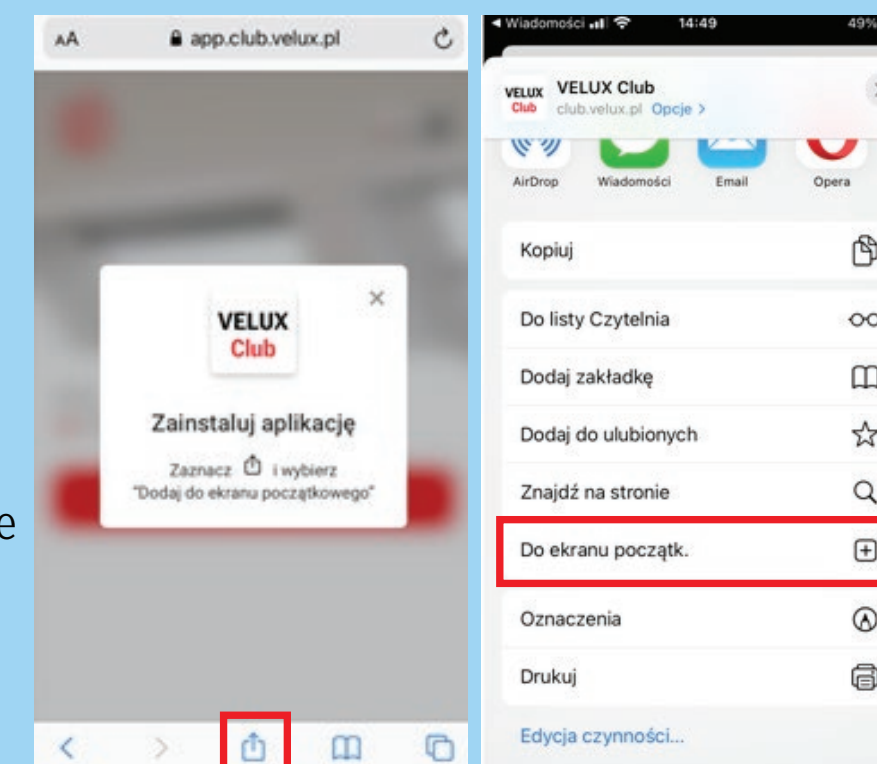 e
AA app.club.velux.pl
VELUX
Club
Zainstaluj aplikację
Zaznacz i wybierz
"Dodaj do ekranu początkowego"
Wiadomości 14:49 49%
VELUX
Club
VELUX Club
club.velux.pl Opcje >
AirDrop Wiadomości Email Opera
Kopiuj
Do listy Czytelnia
Dodaj zakładkę
Dodaj do ulubionych
Znajdź na stronie
Do ekranu początk.
Oznaczenia
Drukuj
Edycja czynności...